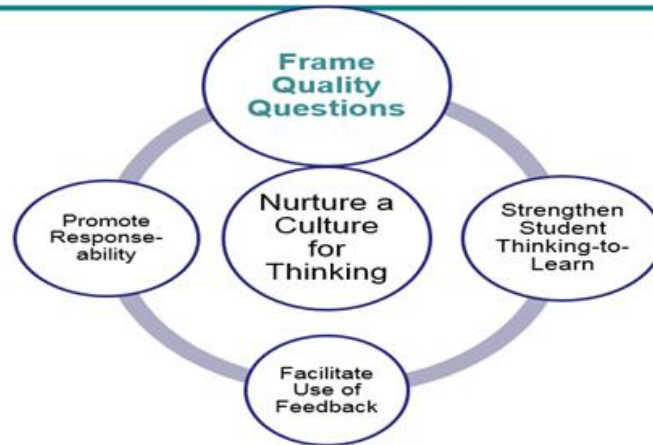 Frame
Quality
Questions
Nurture a
Culture
for
Thinking
Promote
Response-
ability
Strengthen
Student
Thinking-to-
Learn
Facilitate
Use of
Feedback